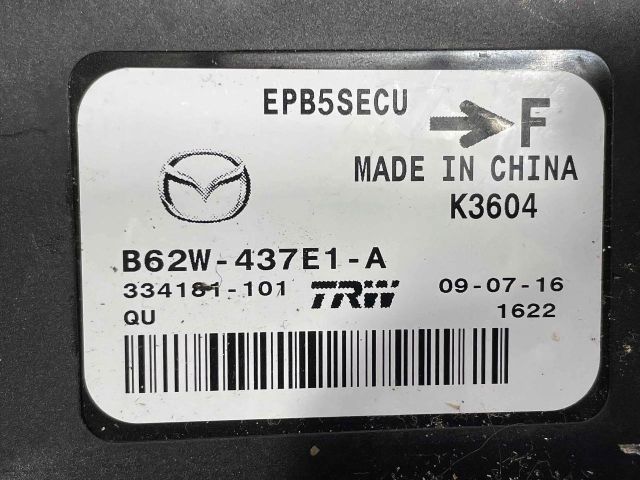 EPB5SECU
F
MADE IN CHINA
K3604
B62W-437E1-A
334181-101 TRW 09-07-16
QU 1622